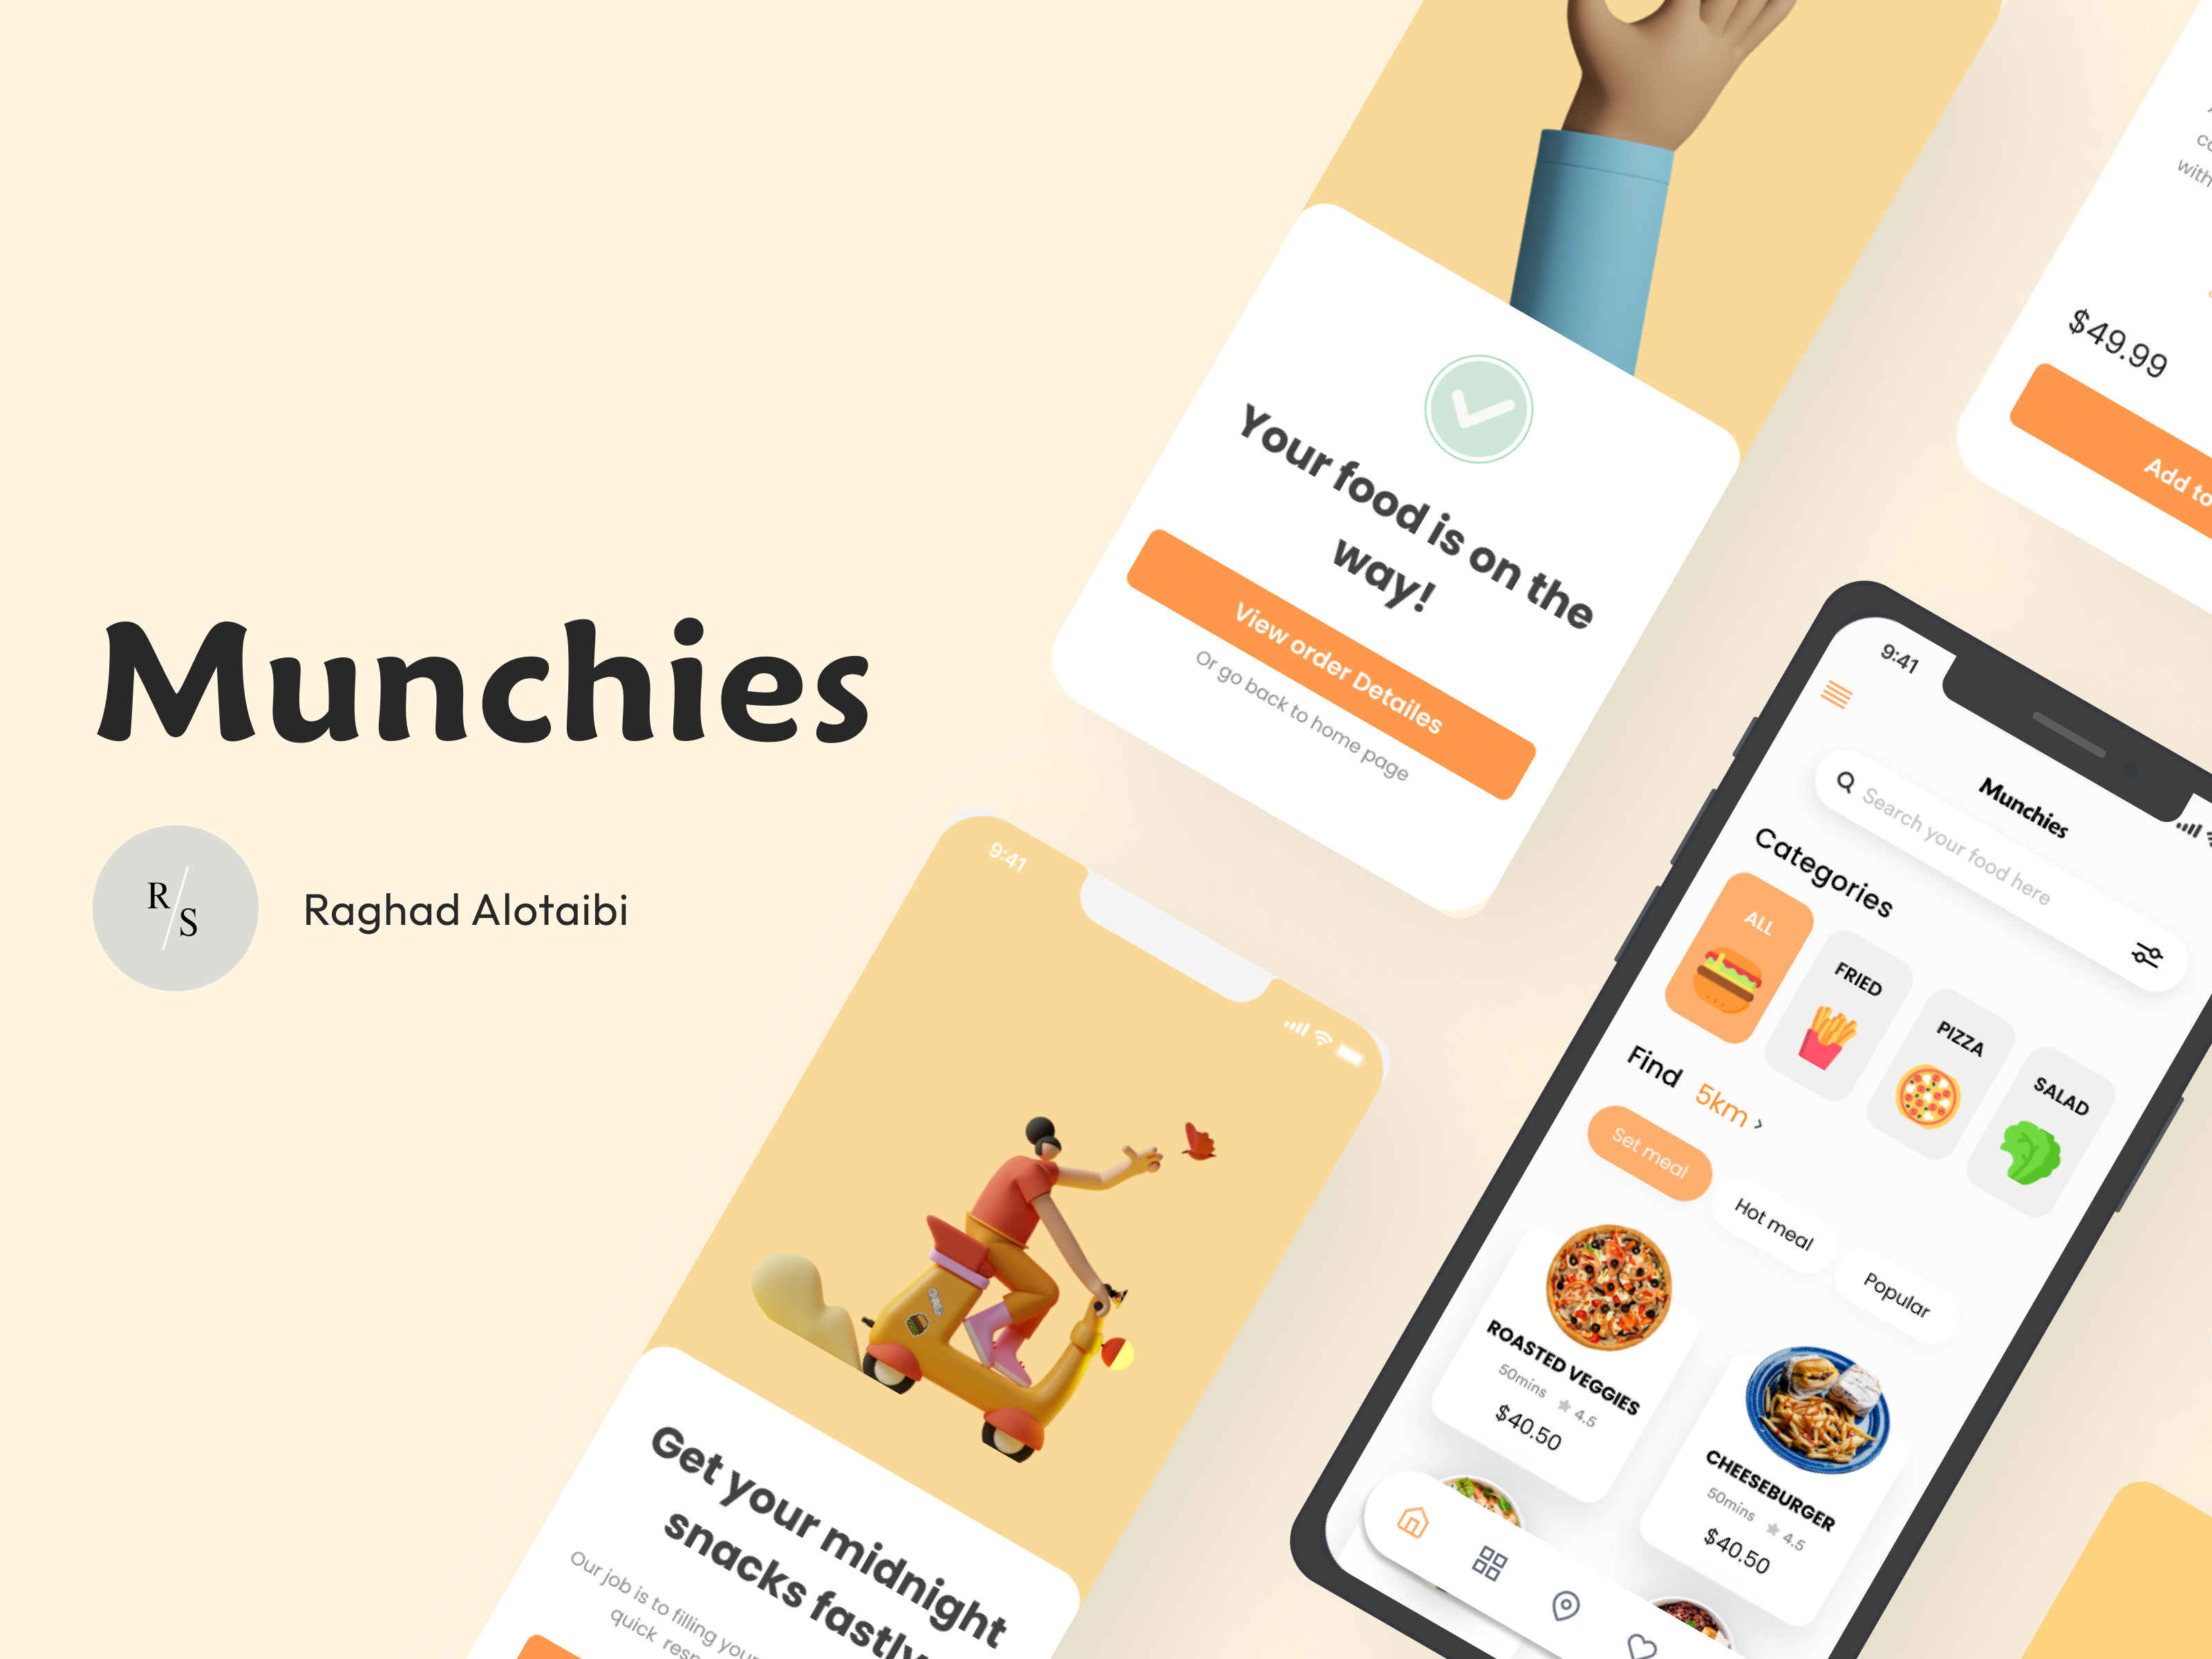 Munchies
R
S
Raghad Alotaibi
Your food is on the
way!
View order Detailes
Or go back to home page
with
$49.99
Add to
9:41
Get your midnight
snacks fastly
Our job is to filling your
quick
9:41
Munchies
Search your food here
Categories
ALL
FRIED
PIZZA
SALAD
Find 5km >
Set meal
Hot meal
Popular
ROASTED VEGGIES
50mins ★ 4.5
$40.50
CHEESEBURGER
50mins ★ 4.5
$40.50